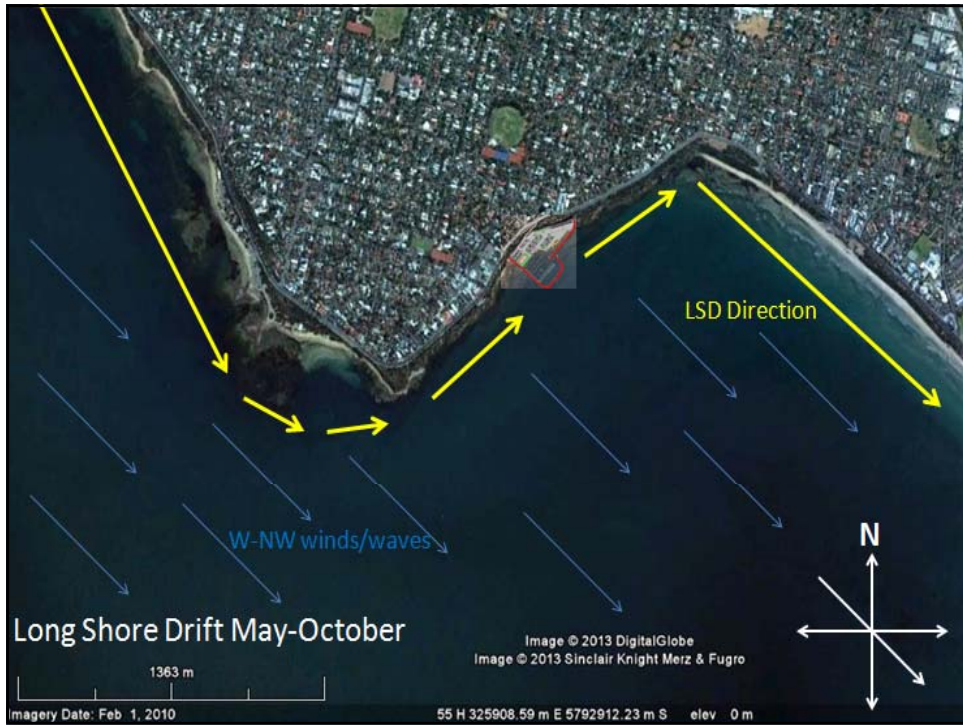 LSD Direction
W-NW winds/waves
N
Long Shore Drift May-October
Image © 2013 DigitalGlobe
Image © 2013 Sinclair Knight Merz & Fugro
1363 m
Imagery Date: Feb 1, 2010
55 H 325908.59 m E 5792912.23 m S elev 0 m